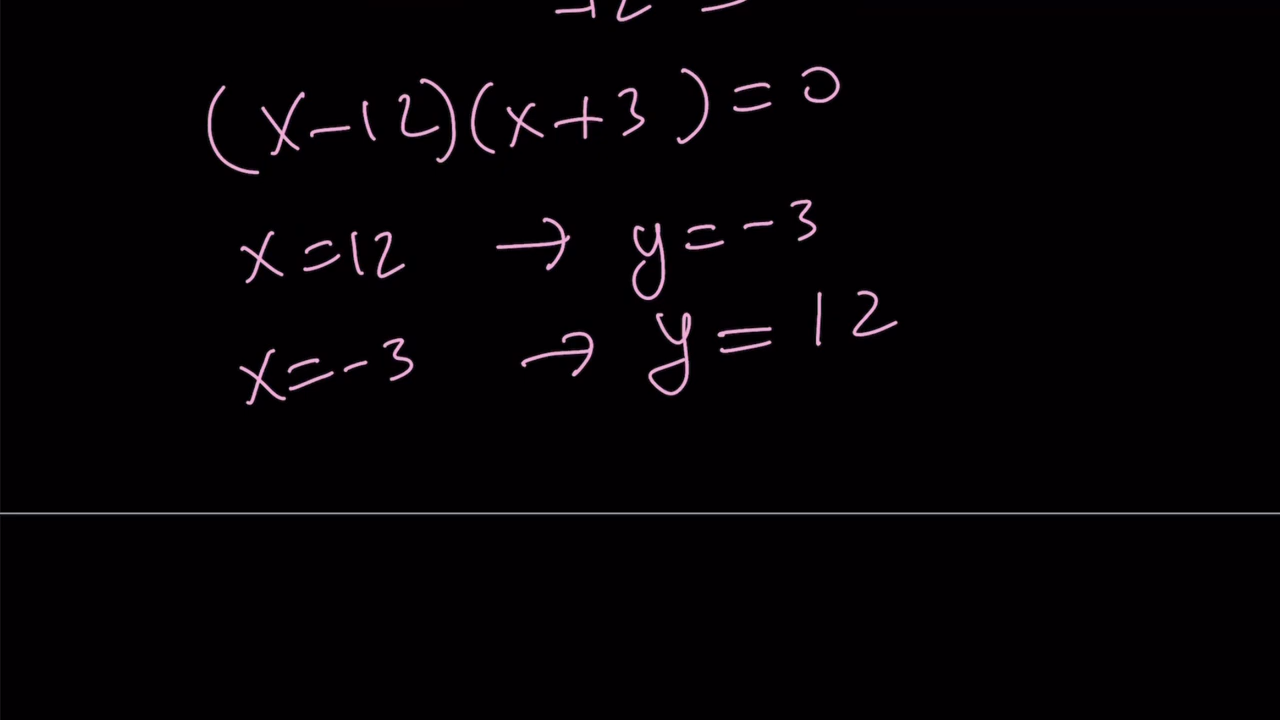 (x-12)(x+3)=0
x=12 → y=-3
x=-3 → y=12